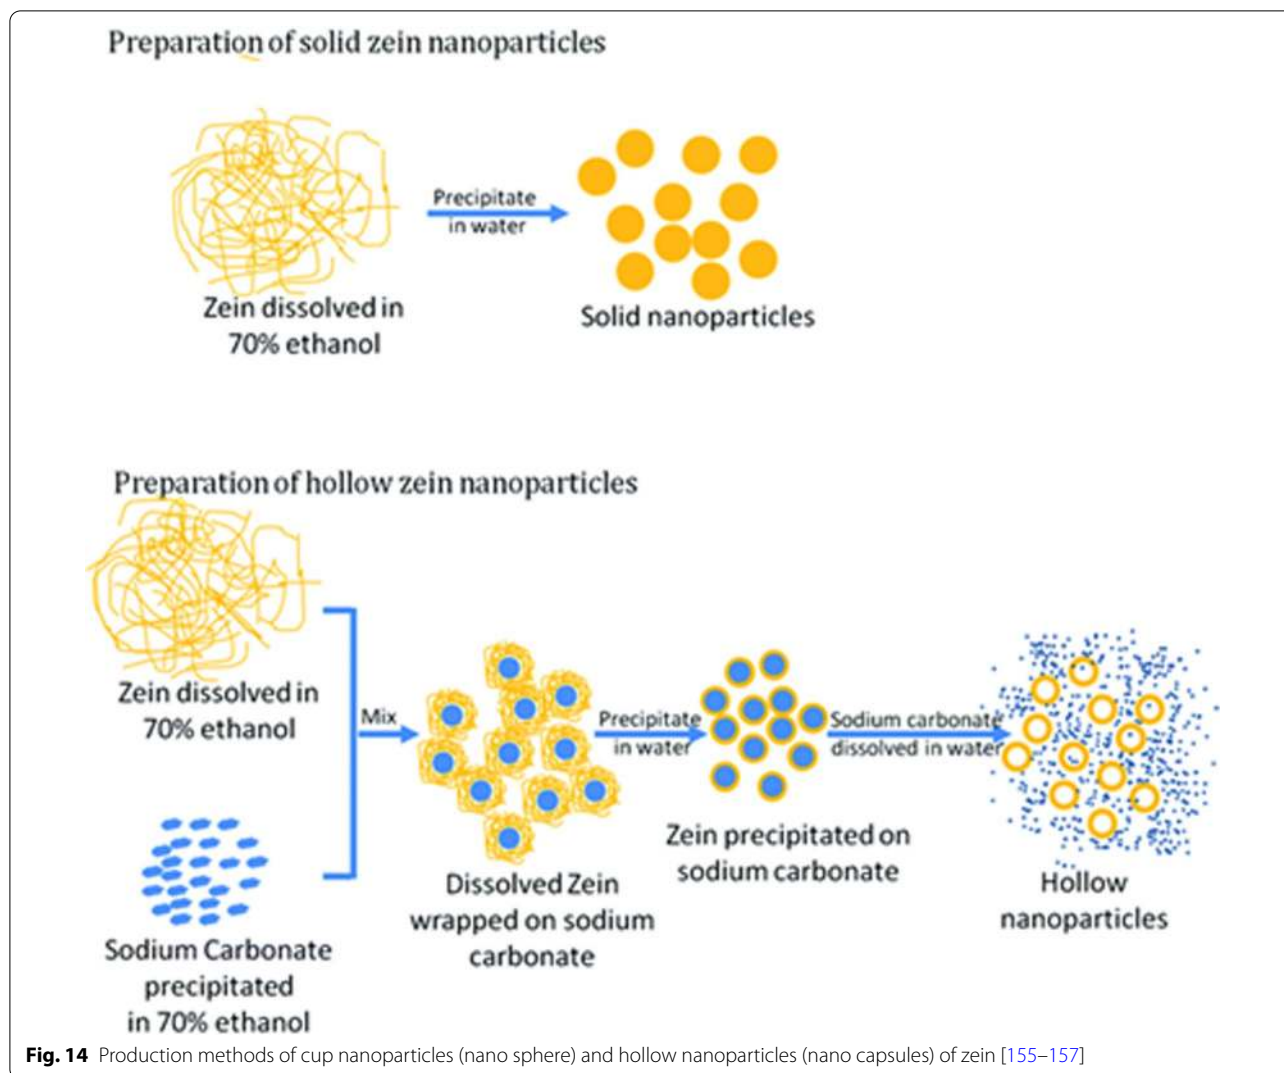 Preparation of solid zein nanoparticles
Precipitate
in water
Zein dissolved in
70% ethanol
Solid nanoparticles
Preparation of hollow zein nanoparticles
Zein dissolved in
70% ethanol
Mix
Precipitate
in water
Sodium carbonate
dissolved in water
Zein precipitated on
sodium carbonate
Dissolved Zein
wrapped on sodium
carbonate
Hollow
nanoparticles
Sodium Carbonate
precipitated
in 70% ethanol
Fig. 14 Production methods of cup nanoparticles (nano sphere) and hollow nanoparticles (nano capsules) of zein [155–157]